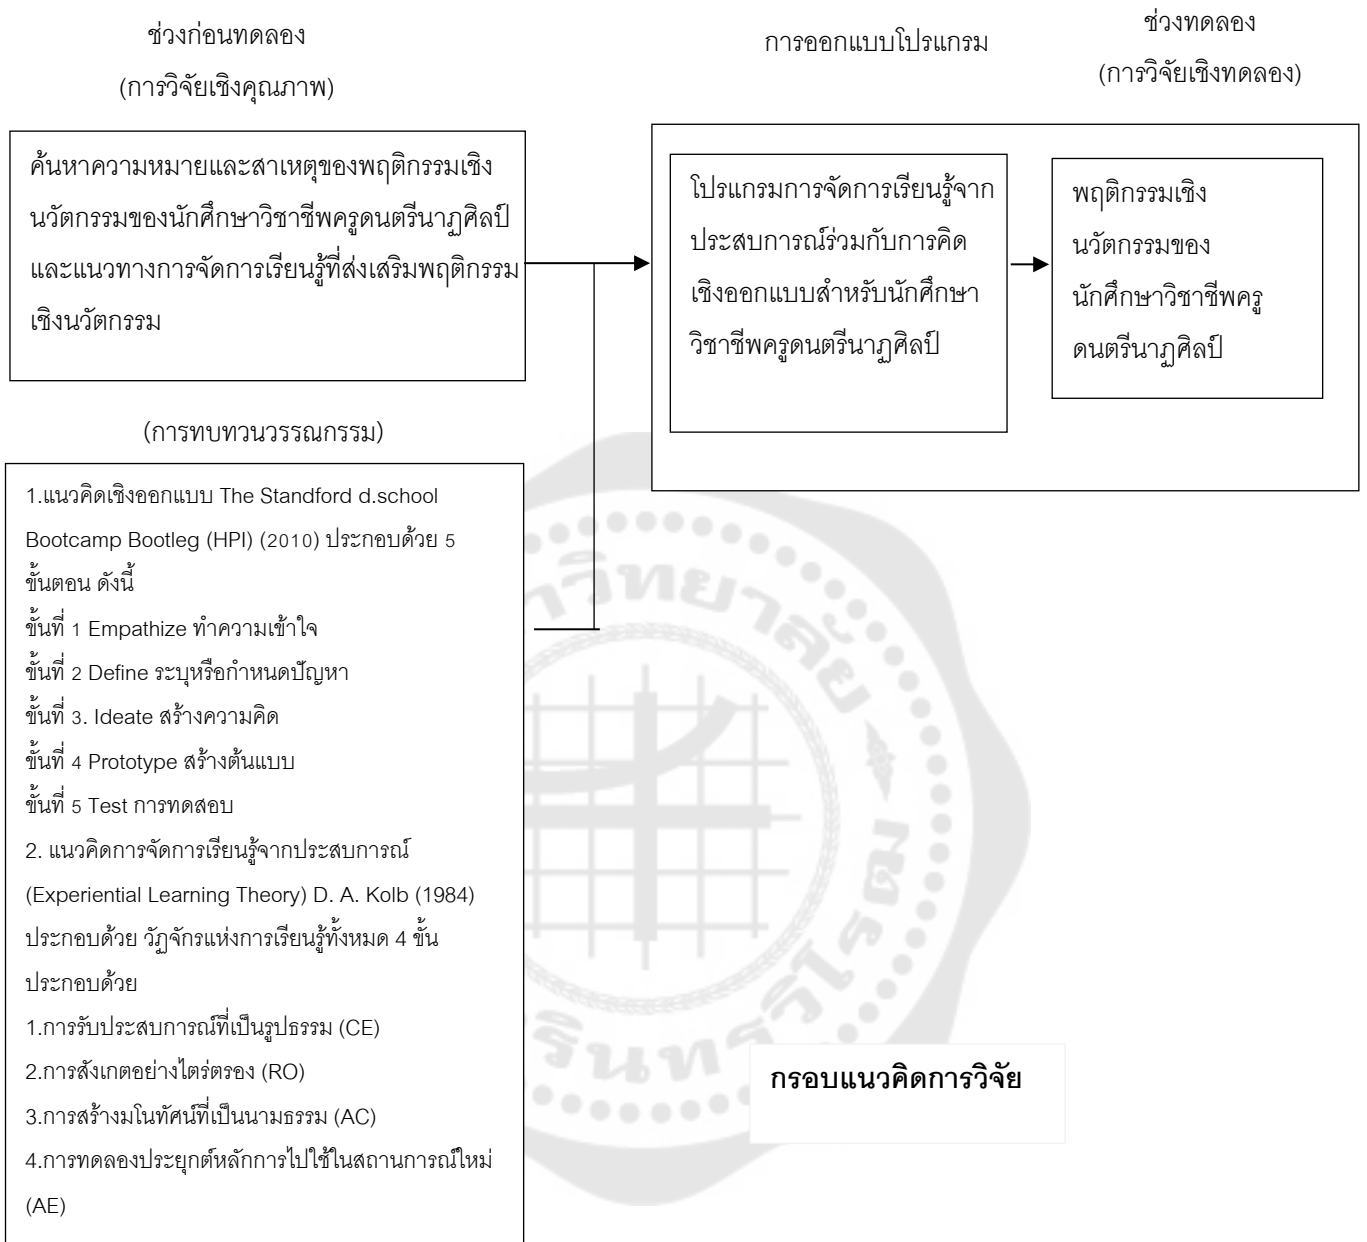 ช่วงก่อนทดลอง
(การวิจัยเชิงคุณภาพ)
การออกแบบโปรแกรม
ช่วงทดลอง
(การวิจัยเชิงทดลอง)
ค้นหาความหมายและสาเหตุของพฤติกรรมเชิง
นวัตกรรมของนักศึกษาวิชาชีพครูดนตรีนาฏศิลป์
และแนวทางการจัดการเรียนรู้ที่ส่งเสริมพฤติกรรม
เชิงนวัตกรรม
โปรแกรมการจัดการเรียนรู้จาก
ประสบการณ์ร่วมกับการคิด
เชิงออกแบบสำหรับนักศึกษา
วิชาชีพครูดนตรีนาฏศิลป์
พฤติกรรมเชิง
นวัตกรรมของ
นักศึกษาวิชาชีพครู
ดนตรีนาฏศิลป์
(การทบทวนวรรณกรรม)
1.แนวคิดเชิงออกแบบ The Standford d.school
Bootcamp Bootleg (HPI) (2010) ประกอบด้วย 5
ขั้นตอน ดังนี้
ขั้นที่ 1 Empathize ทำความเข้าใจ
ขั้นที่ 2 Define ระบุหรือกำหนดปัญหา
ขั้นที่ 3. Ideate สร้างความคิด
ขั้นที่ 4 Prototype สร้างต้นแบบ
ขั้นที่ 5 Test การทดสอบ
2. แนวคิดการจัดการเรียนรู้จากประสบการณ์
(Experiential Learning Theory) D. A. Kolb (1984)
ประกอบด้วย วัฏจักรแห่งการเรียนรู้ทั้งหมด 4 ขั้น
ประกอบด้วย
1.การรับประสบการณ์ที่เป็นรูปธรรม (CE)
2.การสังเกตอย่างไตร่ตรอง (RO)
3.การสร้างมโนทัศน์ที่เป็นนามธรรม (AC)
4.การทดลองประยุกต์หลักการไปใช้ในสถานการณ์ใหม่
(AE)
กรอบแนวคิดการวิจัย